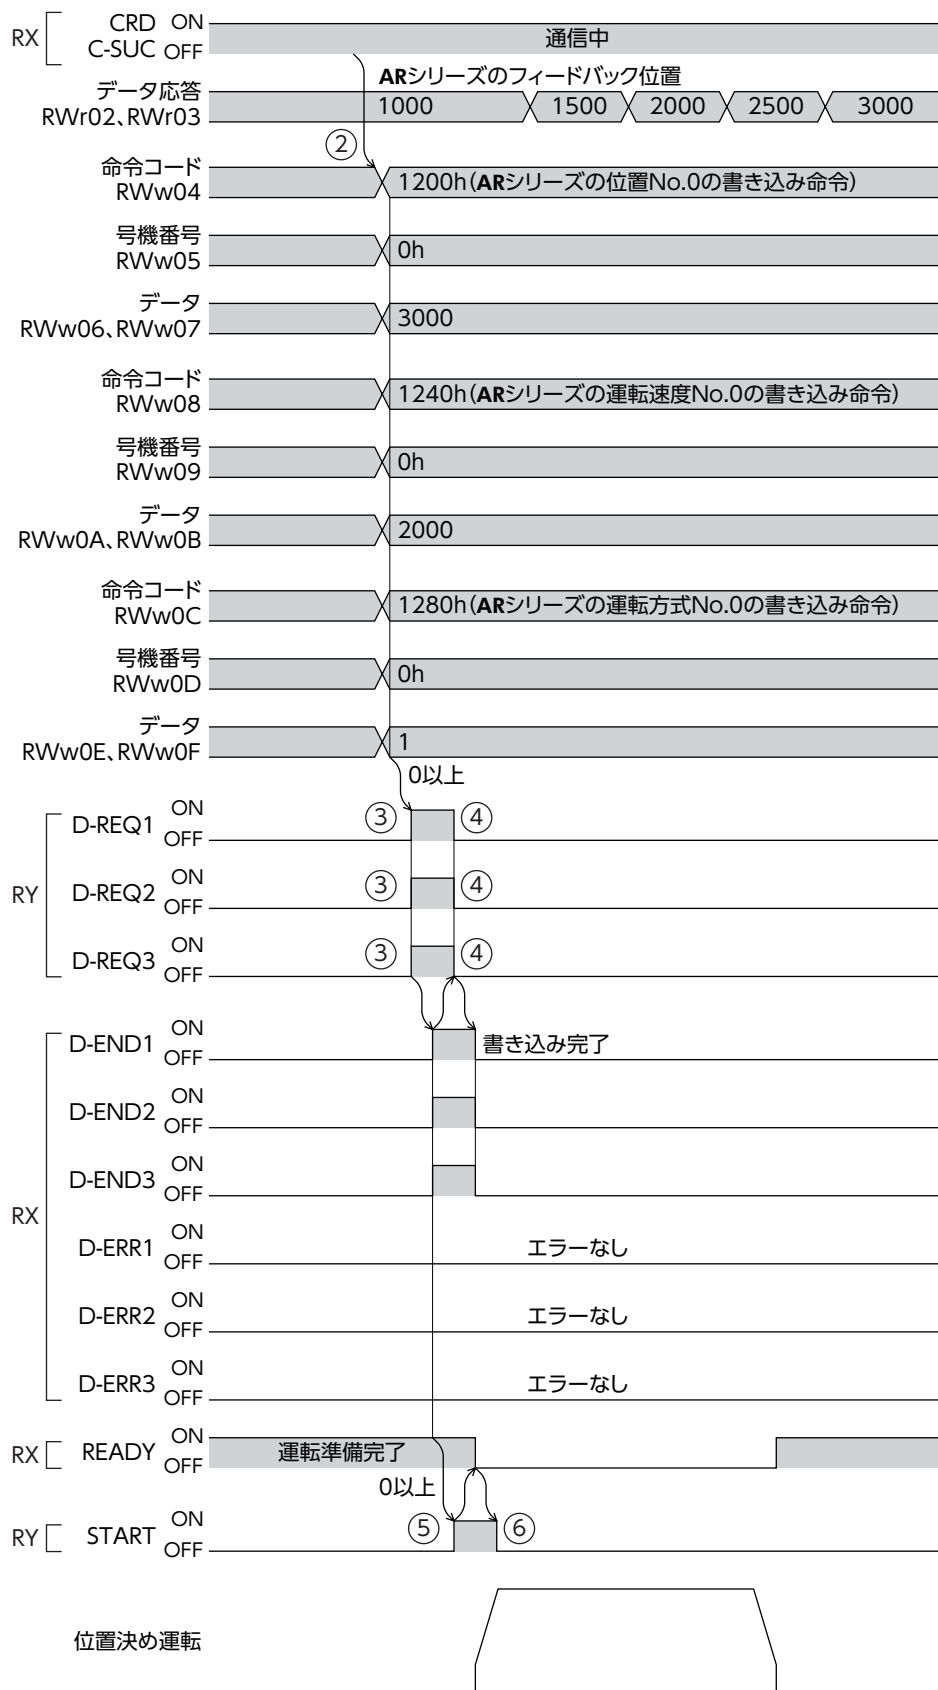 RX CRD ON
C-SUC OFF
通信中
ARシリーズのフィードバック位置
データ応答
RWr02、RWr03
1000 1500 2000 2500 3000
②
命令コード
RWw04
1200h(ARシリーズの位置No.0の書き込み命令)
号機番号
RWw05
0h
データ
RWw06、RWw07
3000
命令コード
RWw08
1240h(ARシリーズの運転速度No.0の書き込み命令)
号機番号
RWw09
0h
データ
RWw0A、RWw0B
2000
命令コード
RWw0C
1280h(ARシリーズの運転方式No.0の書き込み命令)
号機番号
RWw0D
0h
データ
RWw0E、RWw0F
1
0以上
RY
D-REQ1 ON
OFF
③ ④
D-REQ2 ON
OFF
③ ④
D-REQ3 ON
OFF
③ ④
RX
D-END1 ON
OFF
書き込み完了
D-END2 ON
OFF
D-END3 ON
OFF
D-ERR1 ON
OFF
エラーなし
D-ERR2 ON
OFF
エラーなし
D-ERR3 ON
OFF
エラーなし
RX READY ON
OFF
運転準備完了
0以上
RY START ON
OFF
⑤ ⑥
位置決め運転